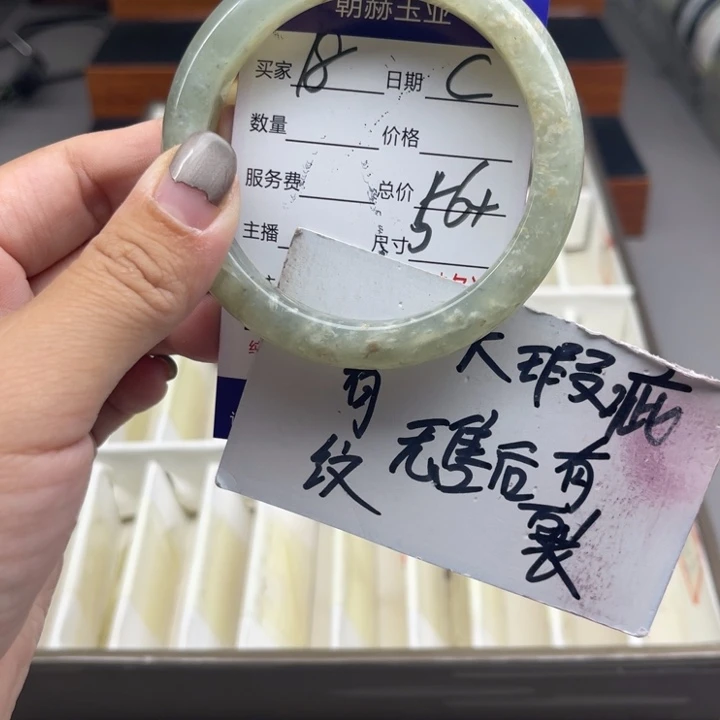 朝赫玉业
买家 18 日期 C
数量 价格
服务费 总价
主播 尺寸 56+
大瑕疵
有 无售后有
纹 裂